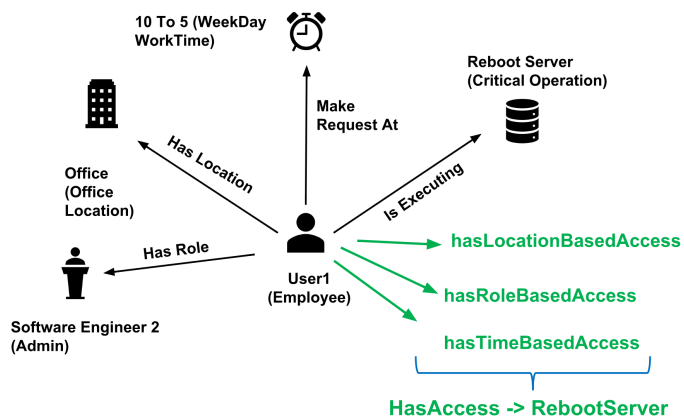 10 To 5 (WeekDay
WorkTime)
Reboot Server
(Critical Operation)
Make
Request At
Has Location
Office
(Office
Location)
Is Executing
Has Role
User1
(Employee)
Software Engineer 2
(Admin)
hasLocationBasedAccess
hasRoleBasedAccess
hasTimeBasedAccess
HasAccess -> RebootServer